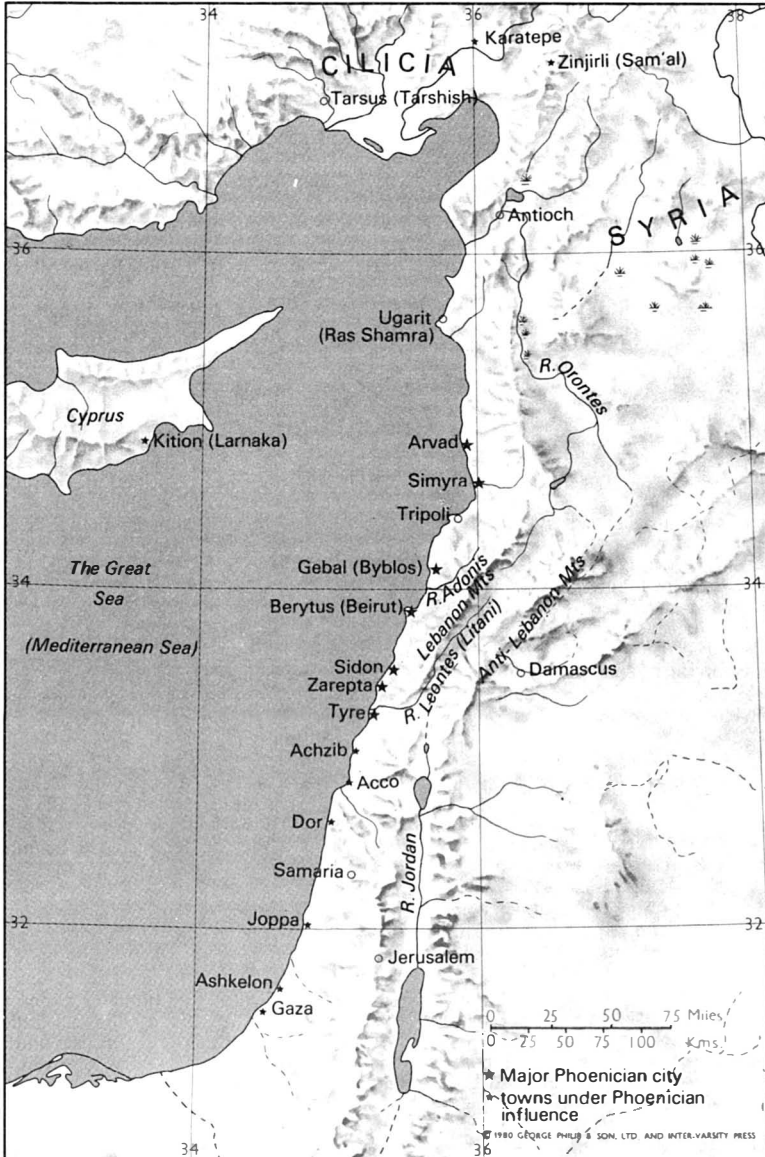 34
36
38
Karatepe
CILICIA
Zinjirli (Sam'al)
Tarsus (Tarshish)
Antioch
SYRIA
36
36
Ugarit
(Ras Shamra)
R. Orontes
Cyprus
Kition (Larnaka)
Arvad
Simyra
Tripoli
The Great
Sea
(Mediterranean Sea)
Gebal (Byblos)
34
34
R. Adonis
Lebanon Mts
Berytus (Beirut)
R. Leontes (Litani)
Anti-Lebanon Mts
Sidon
Damascus
Zarepta
Tyre
Achzib
Acco
Dor
Samaria
R. Jordan
Joppa
32
32
Jerusalem
Ashkelon
Gaza
0 25 50 75 Miles
0 25 50 75 100 Kms
Major Phoenician city
towns under Phoenician
influence
© 1980 GEORGE PHILIP & SON, LTD AND INTER-VARSITY PRESS
34
36
38